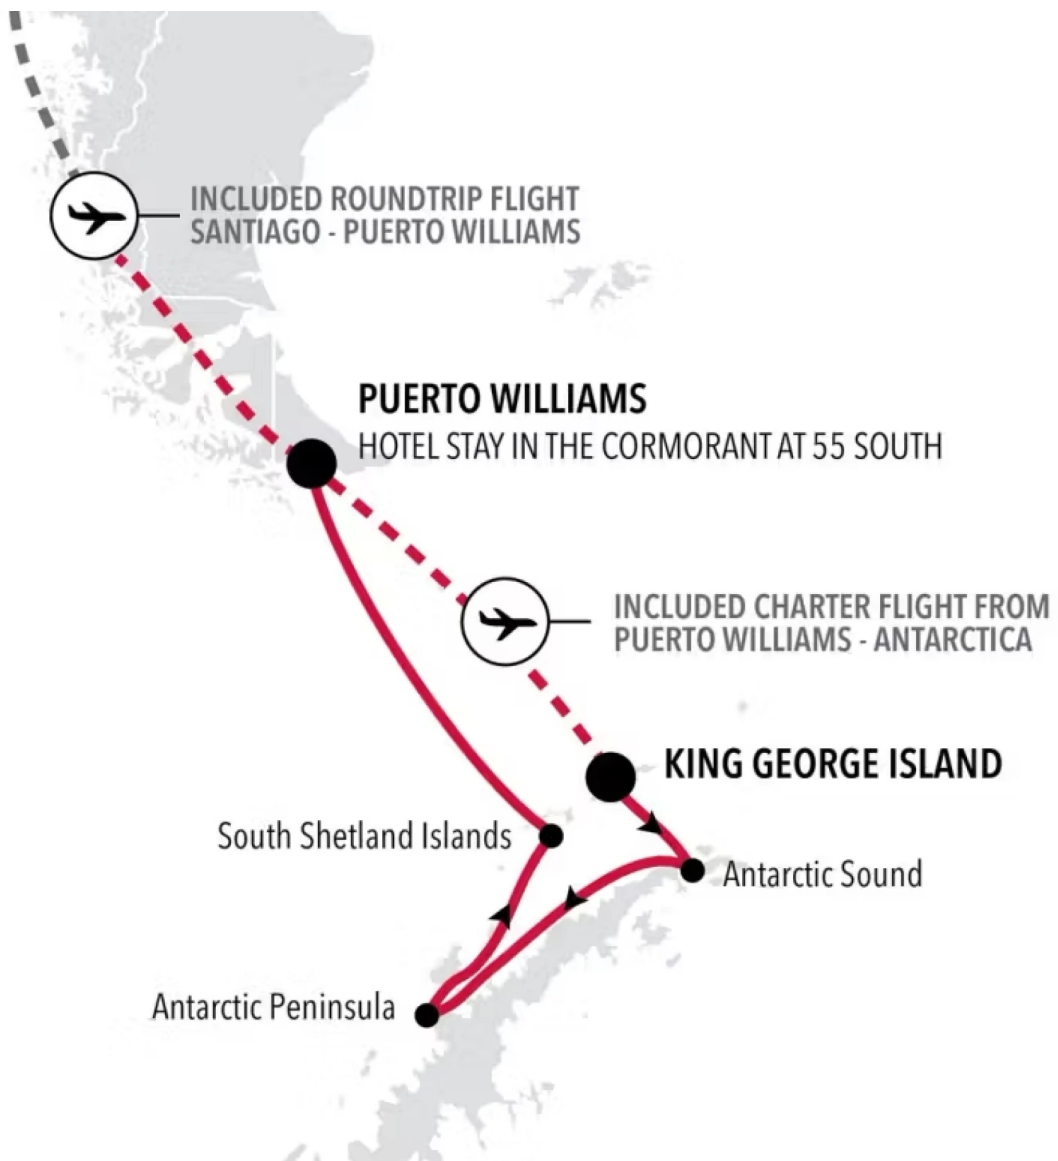 INCLUDED ROUNDTRIP FLIGHT
SANTIAGO - PUERTO WILLIAMS
PUERTO WILLIAMS
HOTEL STAY IN THE CORMORANT AT 55 SOUTH
INCLUDED CHARTER FLIGHT FROM
PUERTO WILLIAMS - ANTARCTICA
KING GEORGE ISLAND
South Shetland Islands
Antarctic Sound
Antarctic Peninsula